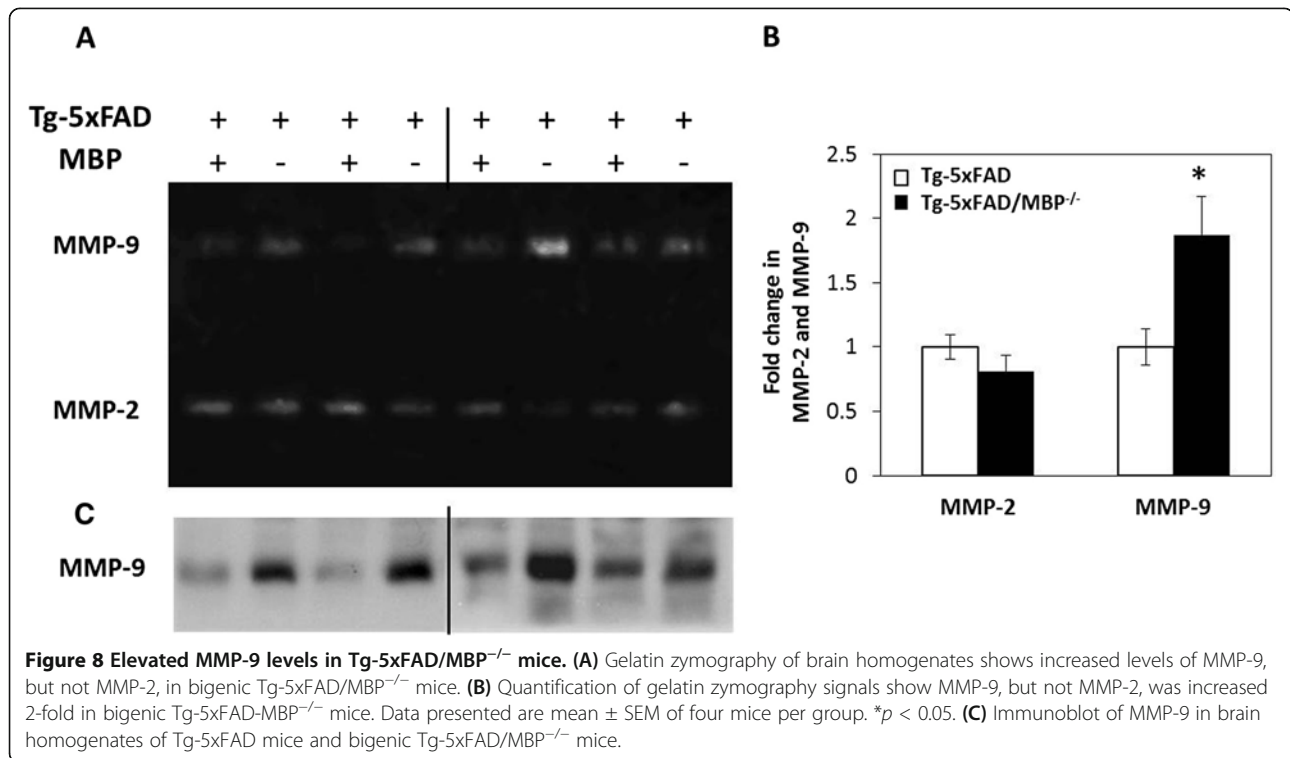 A
B
Tg-5xFAD + + + + + + + +
MBP + - + - + - + -
MMP-9
MMP-2
C
MMP-9
Fold change in
MMP-2 and MMP-9
2.5
2
1.5
1
0.5
0
Tg-5xFAD
Tg-5xFAD/MBP⁻/⁻
*
MMP-2 MMP-9
Figure 8 Elevated MMP-9 levels in Tg-5xFAD/MBP⁻/⁻ mice. (A) Gelatin zymography of brain homogenates shows increased levels of MMP-9,
but not MMP-2, in bigenic Tg-5xFAD/MBP⁻/⁻ mice. (B) Quantification of gelatin zymography signals show MMP-9, but not MMP-2, was increased
2-fold in bigenic Tg-5xFAD-MBP⁻/⁻ mice. Data presented are mean ± SEM of four mice per group. *p < 0.05. (C) Immunoblot of MMP-9 in brain
homogenates of Tg-5xFAD mice and bigenic Tg-5xFAD/MBP⁻/⁻ mice.